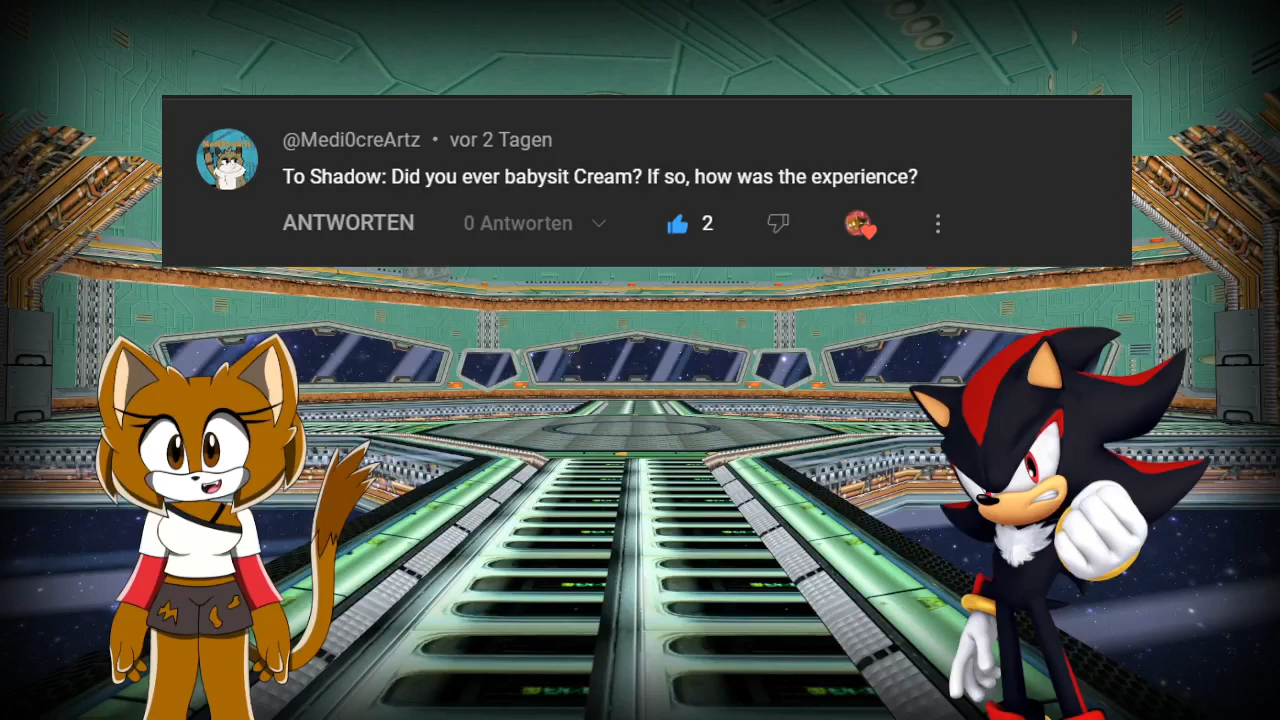 @Medi0creArtz • vor 2 Tagen
To Shadow: Did you ever babysit Cream? If so, how was the experience?
ANTWORTEN 0 Antworten 2